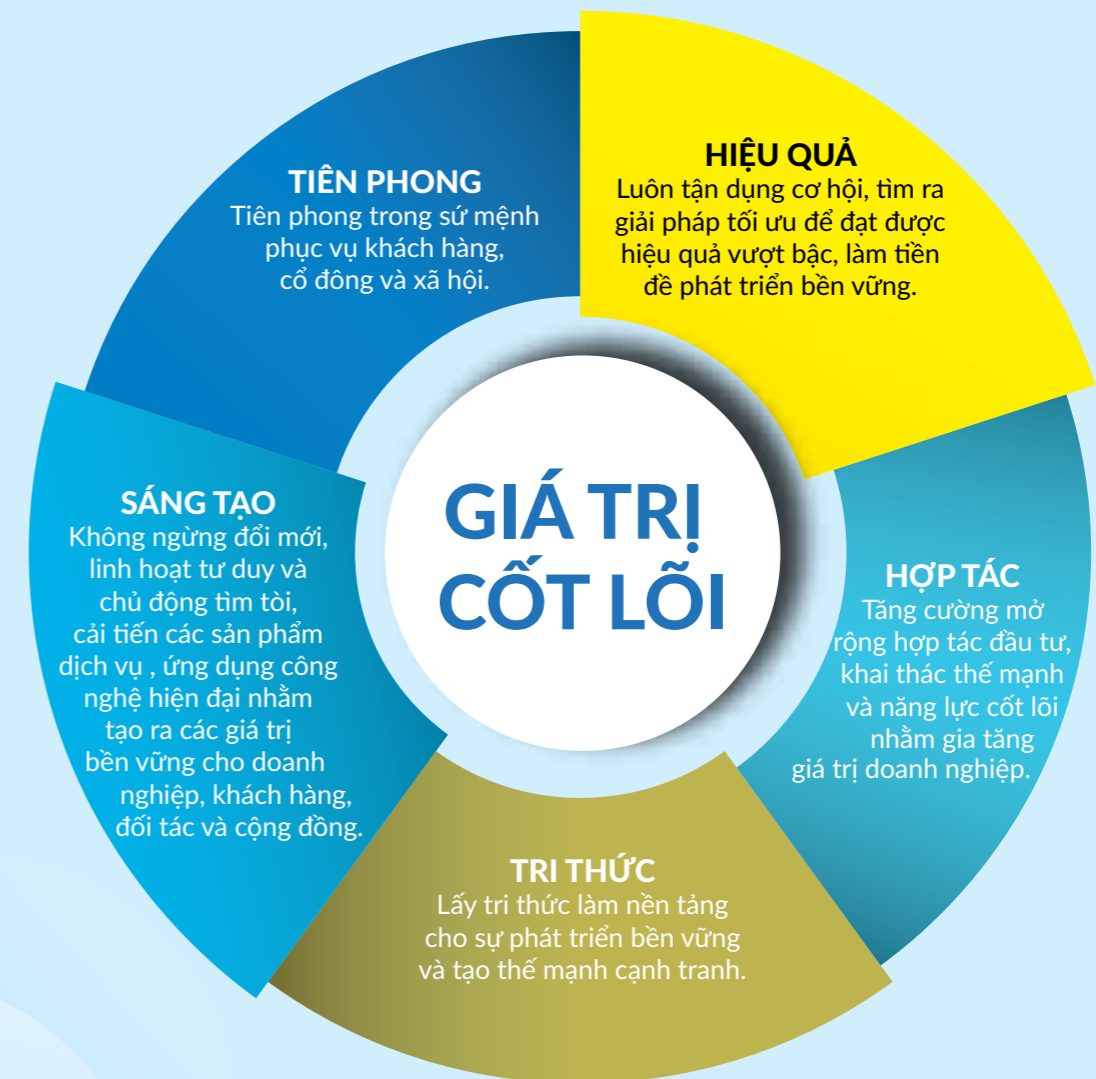 TIÊN PHONG
Tiên phong trong sứ mệnh
phục vụ khách hàng,
cổ đông và xã hội.
HIỆU QUẢ
Luôn tận dụng cơ hội, tìm ra
giải pháp tối ưu để đạt được
hiệu quả vượt bậc, làm tiền
đề phát triển bền vững.
GIÁ TRỊ
CỐT LÕI
SÁNG TẠO
Không ngừng đổi mới,
linh hoạt tư duy và
chủ động tìm tòi,
cải tiến các sản phẩm
dịch vụ , ứng dụng công
nghệ hiện đại nhằm
tạo ra các giá trị
bền vững cho doanh
nghiệp, khách hàng,
đối tác và cộng đồng.
HỢP TÁC
Tăng cường mở
rộng hợp tác đầu tư,
khai thác thế mạnh
và năng lực cốt lõi
nhằm gia tăng
giá trị doanh nghiệp.
TRI THỨC
Lấy tri thức làm nền tảng
cho sự phát triển bền vững
và tạo thế mạnh cạnh tranh.